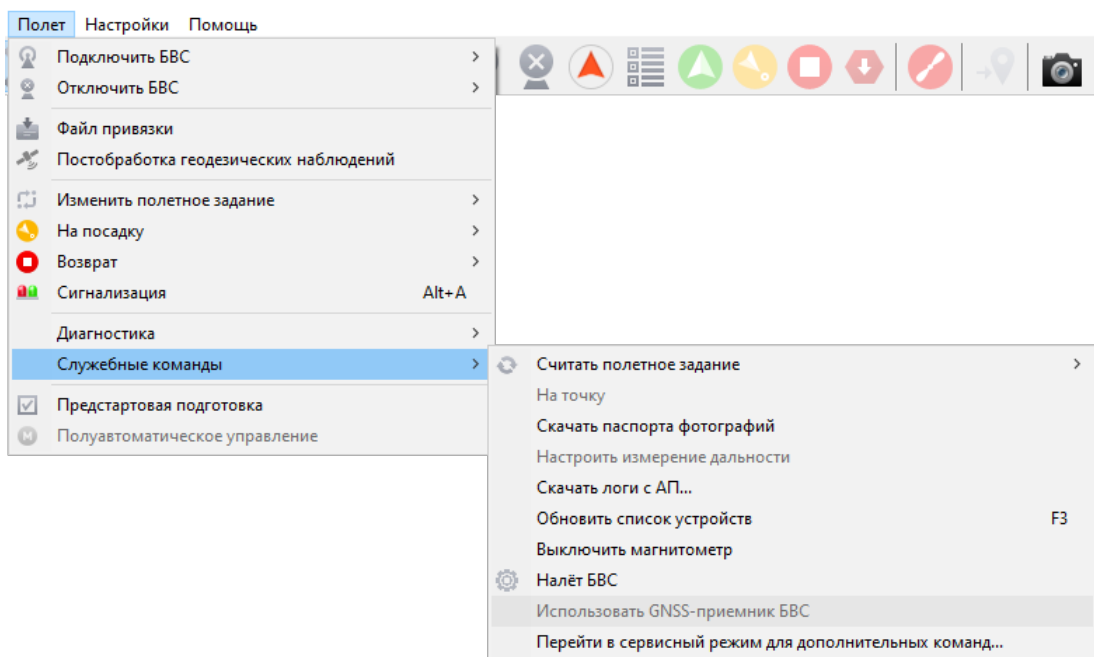 Полет Настройки Помощь
Подключить БВС
Отключить БВС
Файл привязки
Постобработка геодезических наблюдений
Изменить полетное задание
На посадку
Возврат
Сигнализация Alt+A
Диагностика
Служебные команды
Предстартовая подготовка
Полуавтоматическое управление
Считать полетное задание
На точку
Скачать паспорта фотографий
Настроить измерение дальности
Скачать логи с АП...
Обновить список устройств F3
Выключить магнитометр
Налёт БВС
Использовать GNSS-приемник БВС
Перейти в сервисный режим для дополнительных команд...